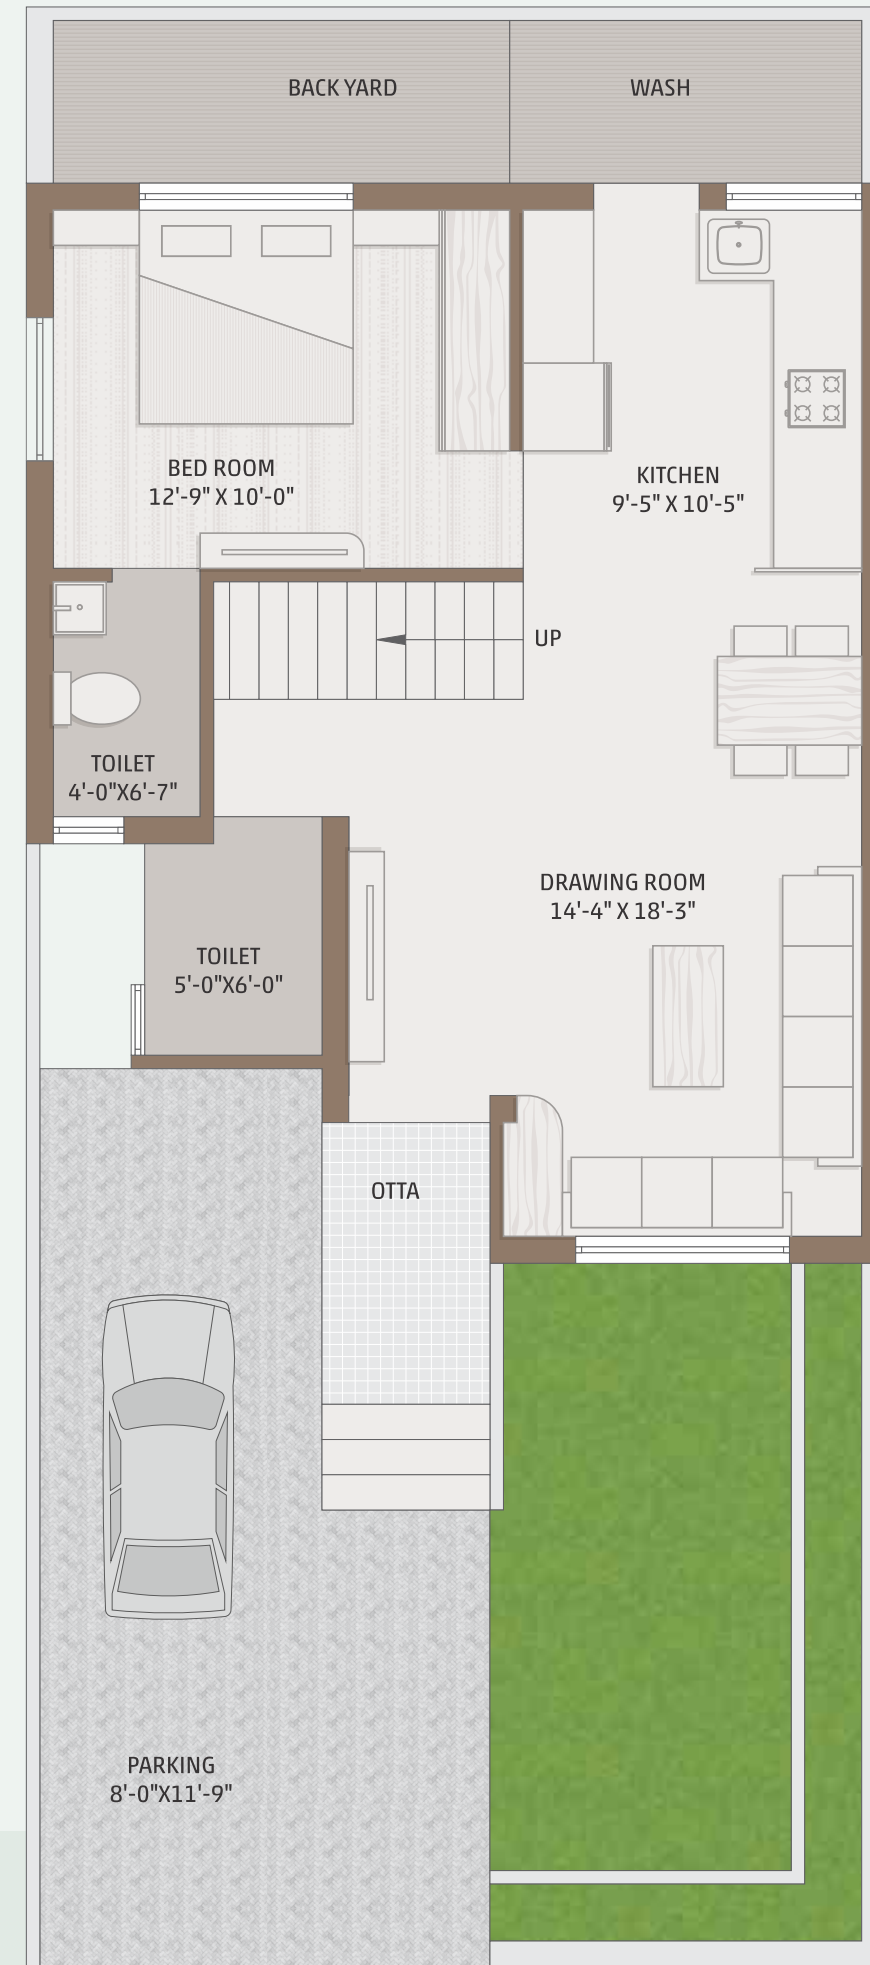 BACK YARD
WASH
BED ROOM
12'-9" X 10'-0"
KITCHEN
9'-5" X 10'-5"
UP
TOILET
4'-0"X6'-7"
DRAWING ROOM
14'-4" X 18'-3"
TOILET
5'-0"X6'-0"
OTTA
PARKING
8'-0"X11'-9"